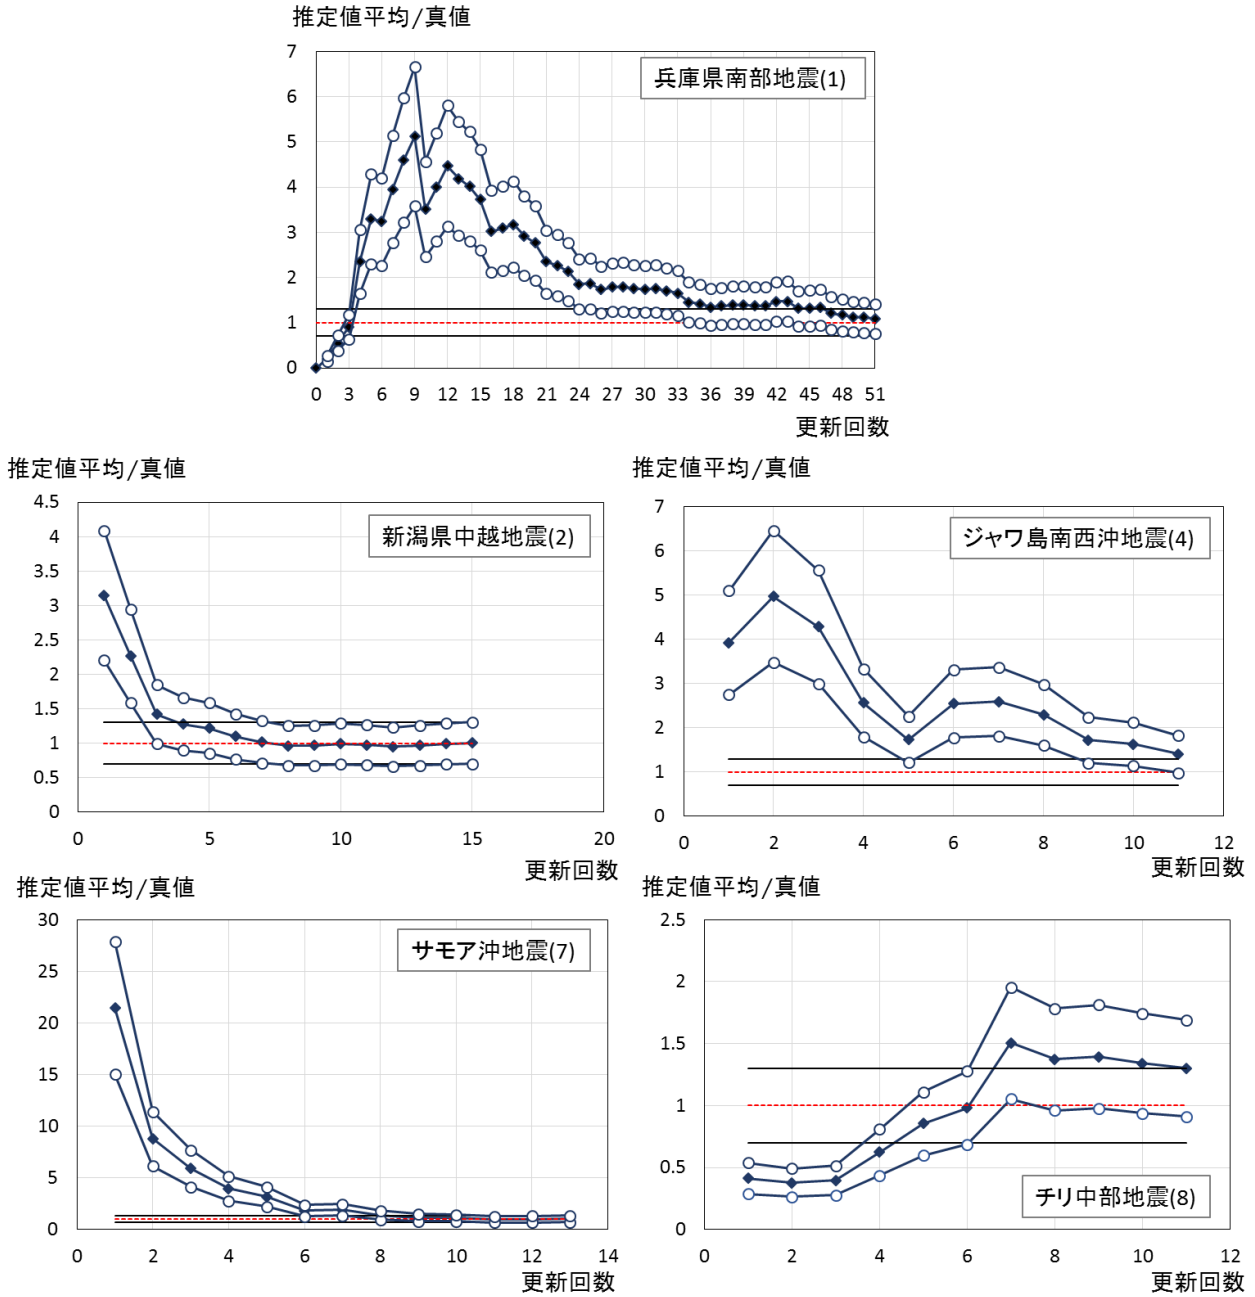 推定値平均/真値
兵庫県南部地震(1)
7
6
5
4
3
2
1
0
0 3 6 9 12 15 18 21 24 27 30 33 36 39 42 45 48 51
更新回数
推定値平均/真値
新潟県中越地震(2)
4.5
4
3.5
3
2.5
2
1.5
1
0.5
0
0 5 10 15 20
更新回数
推定値平均/真値
ジャワ島南西沖地震(4)
7
6
5
4
3
2
1
0
0 2 4 6 8 10 12
更新回数
推定値平均/真値
サモア沖地震(7)
30
25
20
15
10
5
0
0 2 4 6 8 10 12 14
更新回数
推定値平均/真値
2.5
2
1.5
1
0.5
0
チリ中部地震(8)
0 2 4 6 8 10 12
更新回数